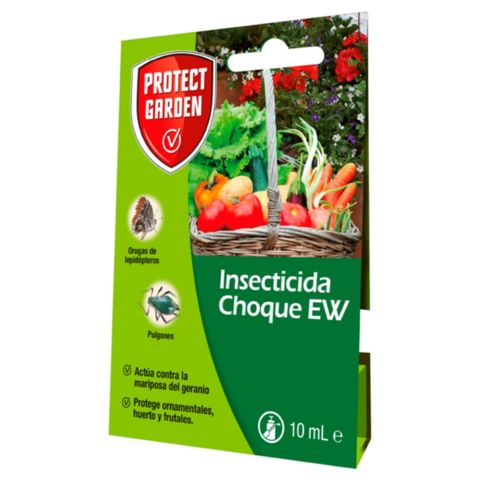 PROTECT
GARDEN
Orugas de
lepidópteros
Pulgones
Insecticida
Choque EW
Actúa contra la
mariposa del geranio
Protege ornamentales,
huerto y frutales.
10 mL e